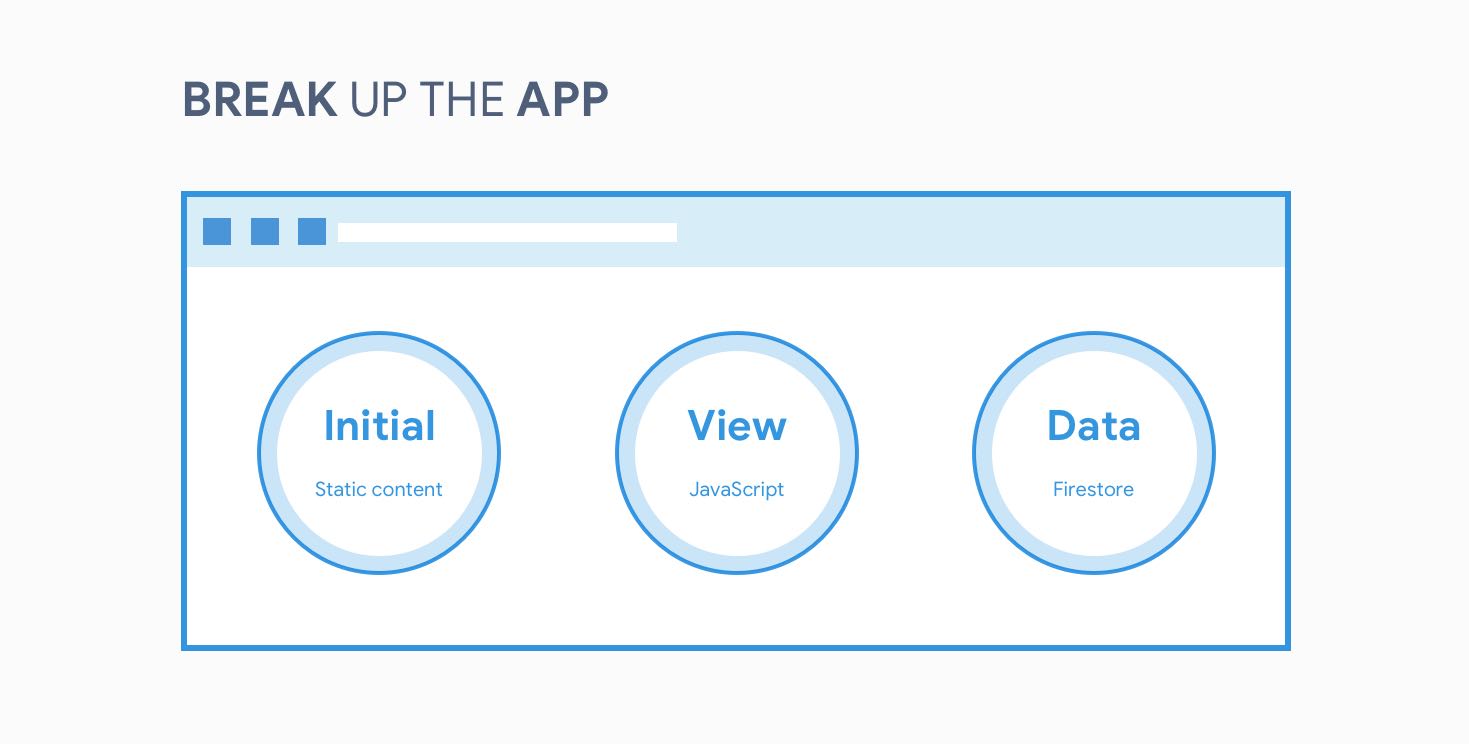 BREAK UP THE APP
Initial
Static content
View
JavaScript
Data
Firestore